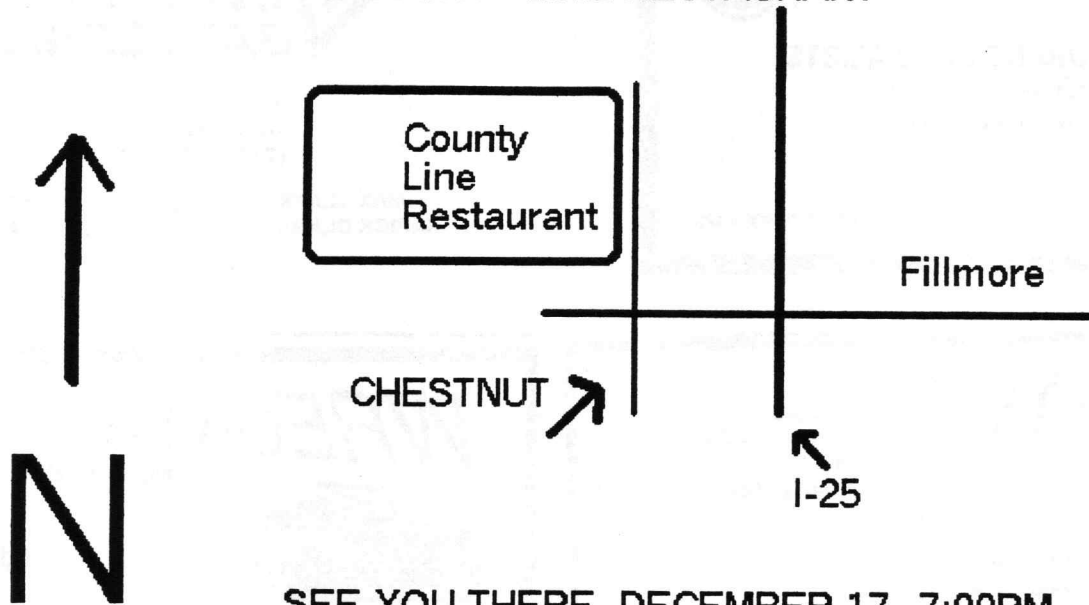 County
Line
Restaurant
Fillmore
CHESTNUT
I-25
N
SEE YOU THERE, DECEMBER 17, 7:00PM